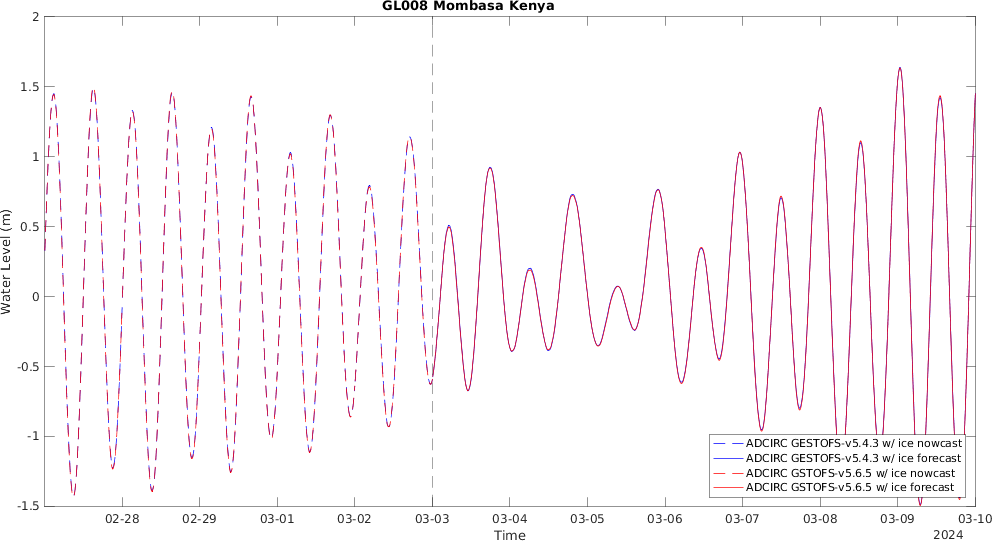 GL008 Mombasa Kenya
2
1.5
1
0.5
0
-0.5
-1
-1.5
Water Level (m)
ADCIRC GESTOFS-v5.4.3 w/ ice nowcast
ADCIRC GESTOFS-v5.4.3 w/ ice forecast
ADCIRC GSTOFS-v5.6.5 w/ ice nowcast
ADCIRC GSTOFS-v5.6.5 w/ ice forecast
02-28 02-29 03-01 03-02 03-03 03-04 03-05 03-06 03-07 03-08 03-09 03-10
Time
2024